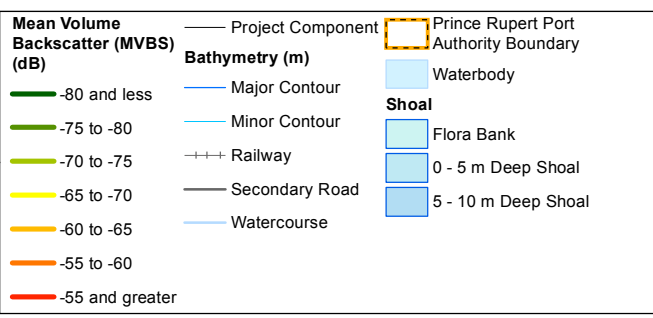 Mean Volume
Backscatter (MVBS)
(dB)
-80 and less
-75 to -80
-70 to -75
-65 to -70
-60 to -65
-55 to -60
-55 and greater
Project Component
Bathymetry (m)
Major Contour
Minor Contour
Railway
Secondary Road
Watercourse
Prince Rupert Port
Authority Boundary
Waterbody
Shoal
Flora Bank
0 - 5 m Deep Shoal
5 - 10 m Deep Shoal